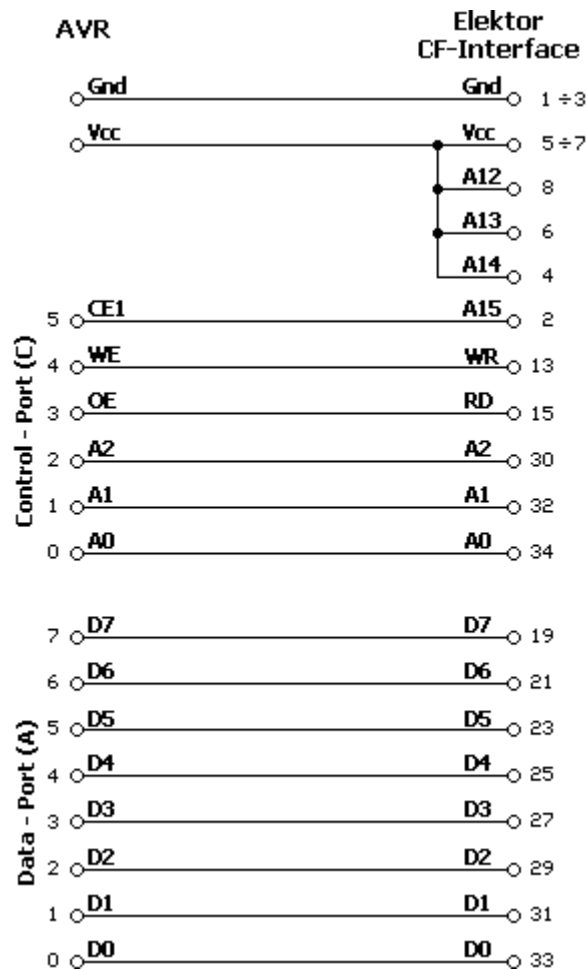 AVR Elektor
CF-Interface
Gnd Gnd 1÷3
Vcc Vcc 5÷7
A12 8
A13 6
A14 4
Control - Port (C)
5 CE1 A15 2
4 WE WR 13
3 OE RD 15
2 A2 A2 30
1 A1 A1 32
0 A0 A0 34
Data - Port (A)
7 D7 D7 19
6 D6 D6 21
5 D5 D5 23
4 D4 D4 25
3 D3 D3 27
2 D2 D2 29
1 D1 D1 31
0 D0 D0 33